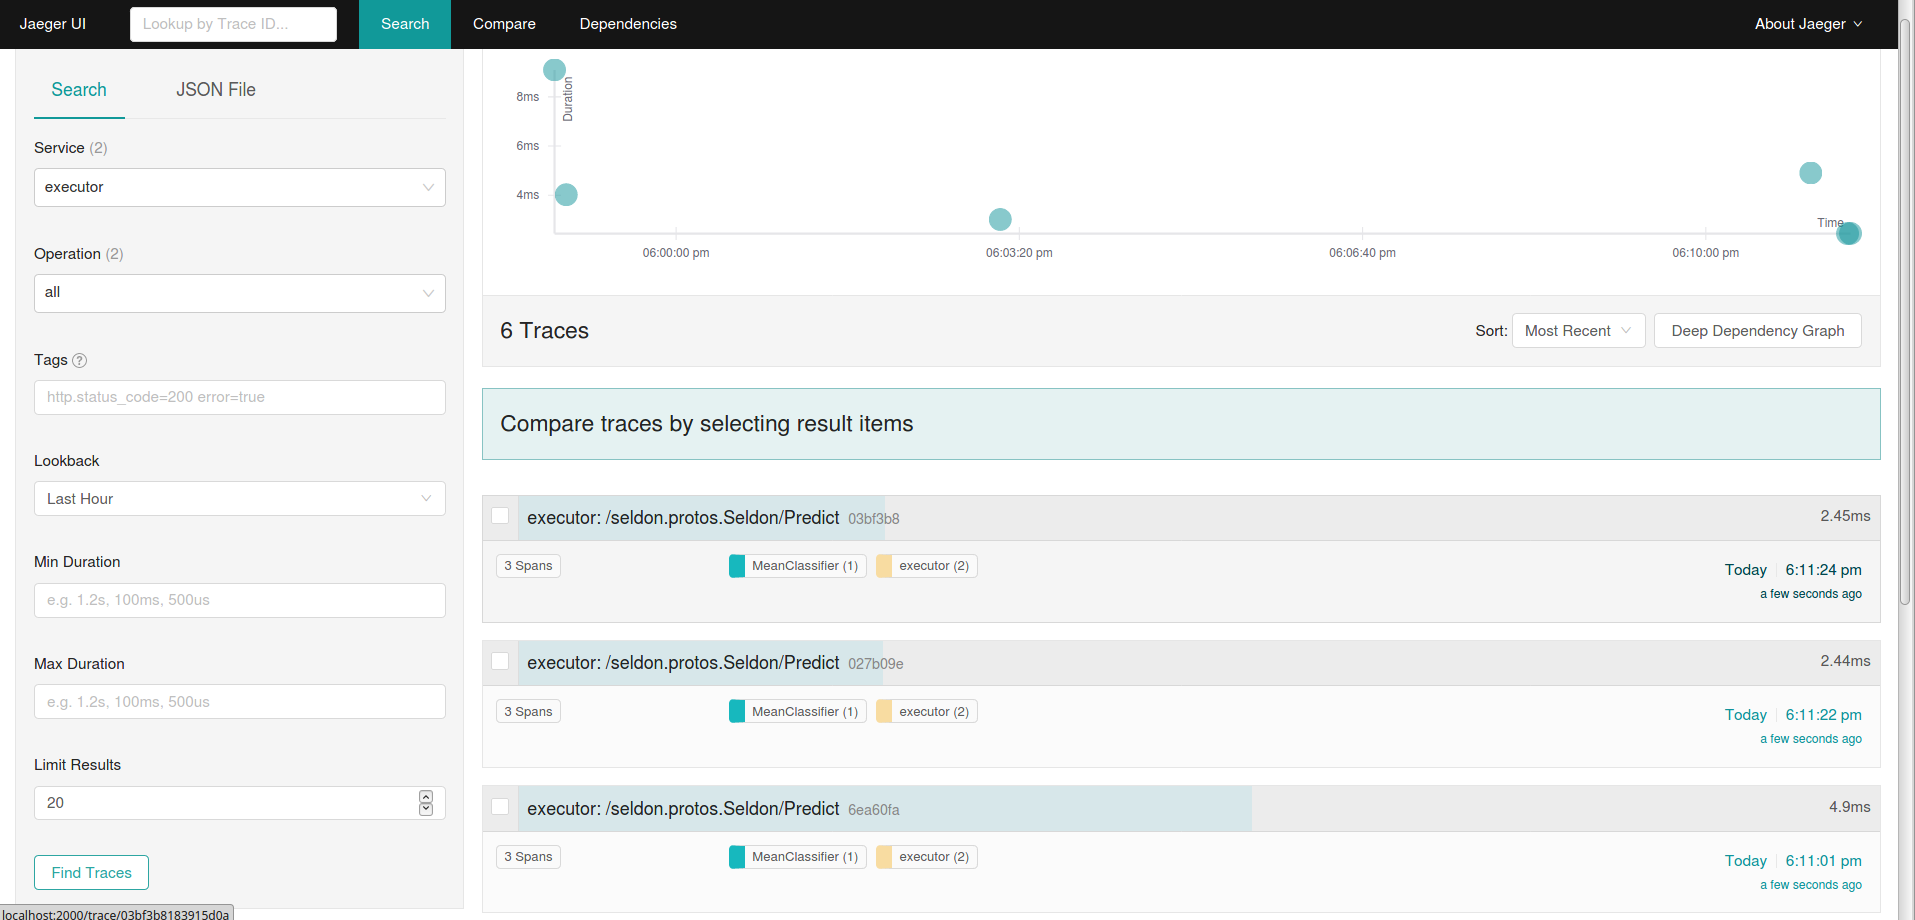 Jaeger UI
Lookup by Trace ID...
Search
Compare
Dependencies
About Jaeger
Search
JSON File
Service (2)
executor
Operation (2)
all
Tags ?
http.status_code=200 error=true
Lookback
Last Hour
Min Duration
e.g. 1.2s, 100ms, 500us
Max Duration
e.g. 1.2s, 100ms, 500us
Limit Results
20
Find Traces
localhost:2000/trace/03bf3b8183915d0a
Duration
8ms
6ms
4ms
Time
06:00:00 pm
06:03:20 pm
06:06:40 pm
06:10:00 pm
6 Traces
Sort:
Most Recent
Deep Dependency Graph
Compare traces by selecting result items
executor: /seldon.protos.Seldon/Predict 03bf3b8
2.45ms
3 Spans
MeanClassifier (1)
executor (2)
Today
6:11:24 pm
a few seconds ago
executor: /seldon.protos.Seldon/Predict 027b09e
2.44ms
3 Spans
MeanClassifier (1)
executor (2)
Today
6:11:22 pm
a few seconds ago
executor: /seldon.protos.Seldon/Predict 6ea60fa
4.9ms
3 Spans
MeanClassifier (1)
executor (2)
Today
6:11:01 pm
a few seconds ago